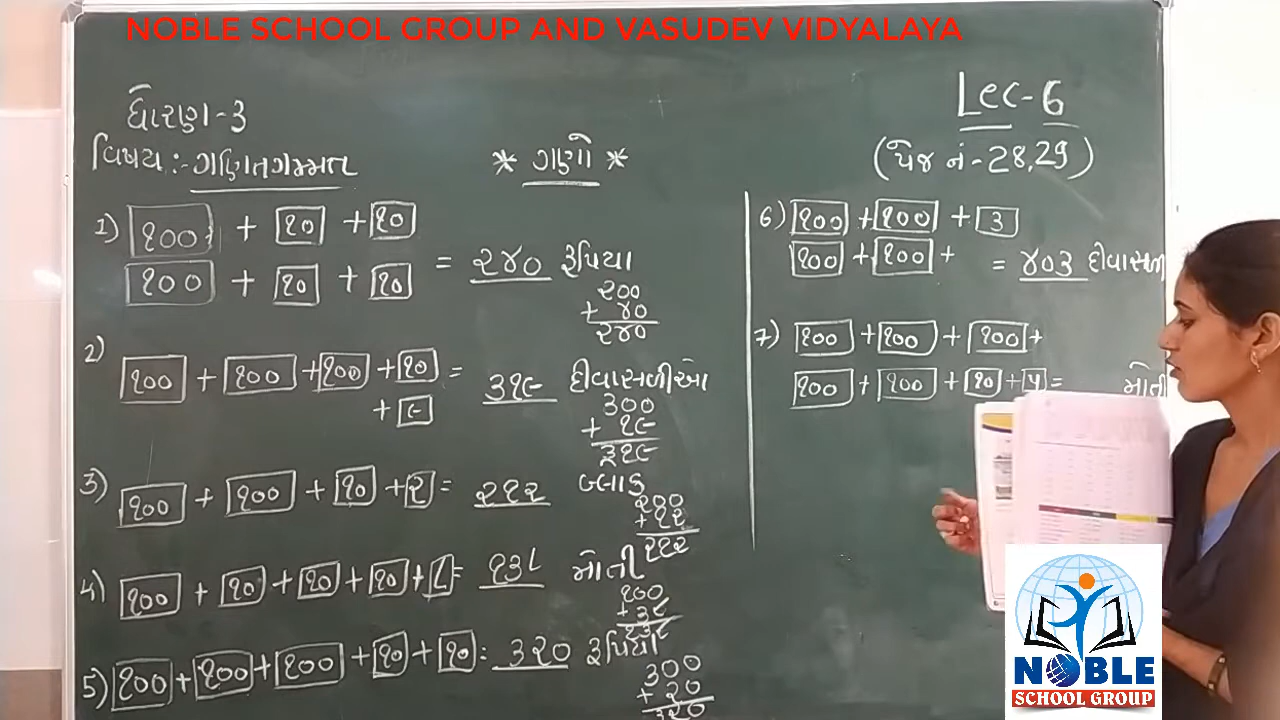 NOBLE SCHOOL GROUP AND VASUDEV VIDYALAYA
ધોરણ-૩
વિષય :- ગણિતગમ્મત
* ગણો *
Lec-6
(પેજ નં-28,29)
1) ૧૦૦ + ૧૦ + ૧૦
૧૦૦ + ૧૦ + ૧૦ = ૨૪૦ રૂપિયા
૨૦૦
+ ૪૦
૨૪૦
2) ૧૦૦ + ૧૦૦ + ૧૦૦ + ૧૦ = ૩૧૯ દીવાસળીઓ
+ ૯
૩૦૦
+ ૧૯
૩૧૯
3) ૧૦૦ + ૧૦૦ + ૧૦ + ૨ = ૨૧૨ બ્લોક
૨૦૦
+ ૧૨
૨૧૨
4) ૧૦૦ + ૧૦ + ૧૦ + ૧૦ + ૮ = ૧૩૮ મોતી
૧૦૦
+ ૩૮
૧૩૮
5) ૧૦૦ + ૧૦૦ + ૧૦૦ + ૧૦ + ૧૦ = ૩૨૦ રૂપિયા
૩૦૦
+ ૨૦
૩૨૦
6) ૧૦૦ + ૧૦૦ + ૩
૧૦૦ + ૧૦૦ + = ૪૦૩
7) ૧૦૦ + ૧૦૦ + ૧૦૦ +
૧૦૦ + ૧૦૦ + ૧૦ + ૫ = મોતી
NOBLE
SCHOOL GROUP